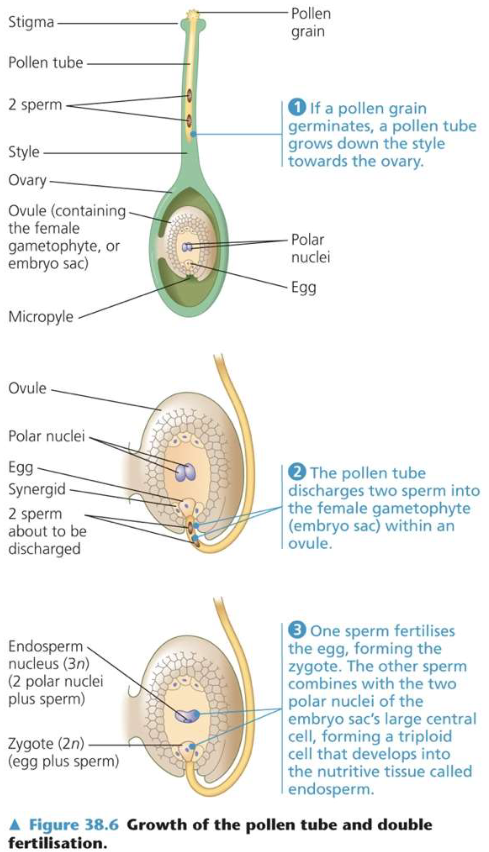 Stigma
Pollen
grain
Pollen tube
2 sperm
1 If a pollen grain
germinates, a pollen tube
grows down the style
towards the ovary.
Style
Ovary
Ovule (containing
the female
gametophyte, or
embryo sac)
Polar
nuclei
Egg
Micropyle
Ovule
Polar nuclei
Egg
Synergid
2 sperm
about to be
discharged
2 The pollen tube
discharges two sperm into
the female gametophyte
(embryo sac) within an
ovule.
Endosperm
nucleus (3n)
(2 polar nuclei
plus sperm)
Zygote (2n)
(egg plus sperm)
3 One sperm fertilises
the egg, forming the
zygote. The other sperm
combines with the two
polar nuclei of the
embryo sac's large central
cell, forming a triploid
cell that develops into
the nutritive tissue called
endosperm.
▲ Figure 38.6 Growth of the pollen tube and double
fertilisation.